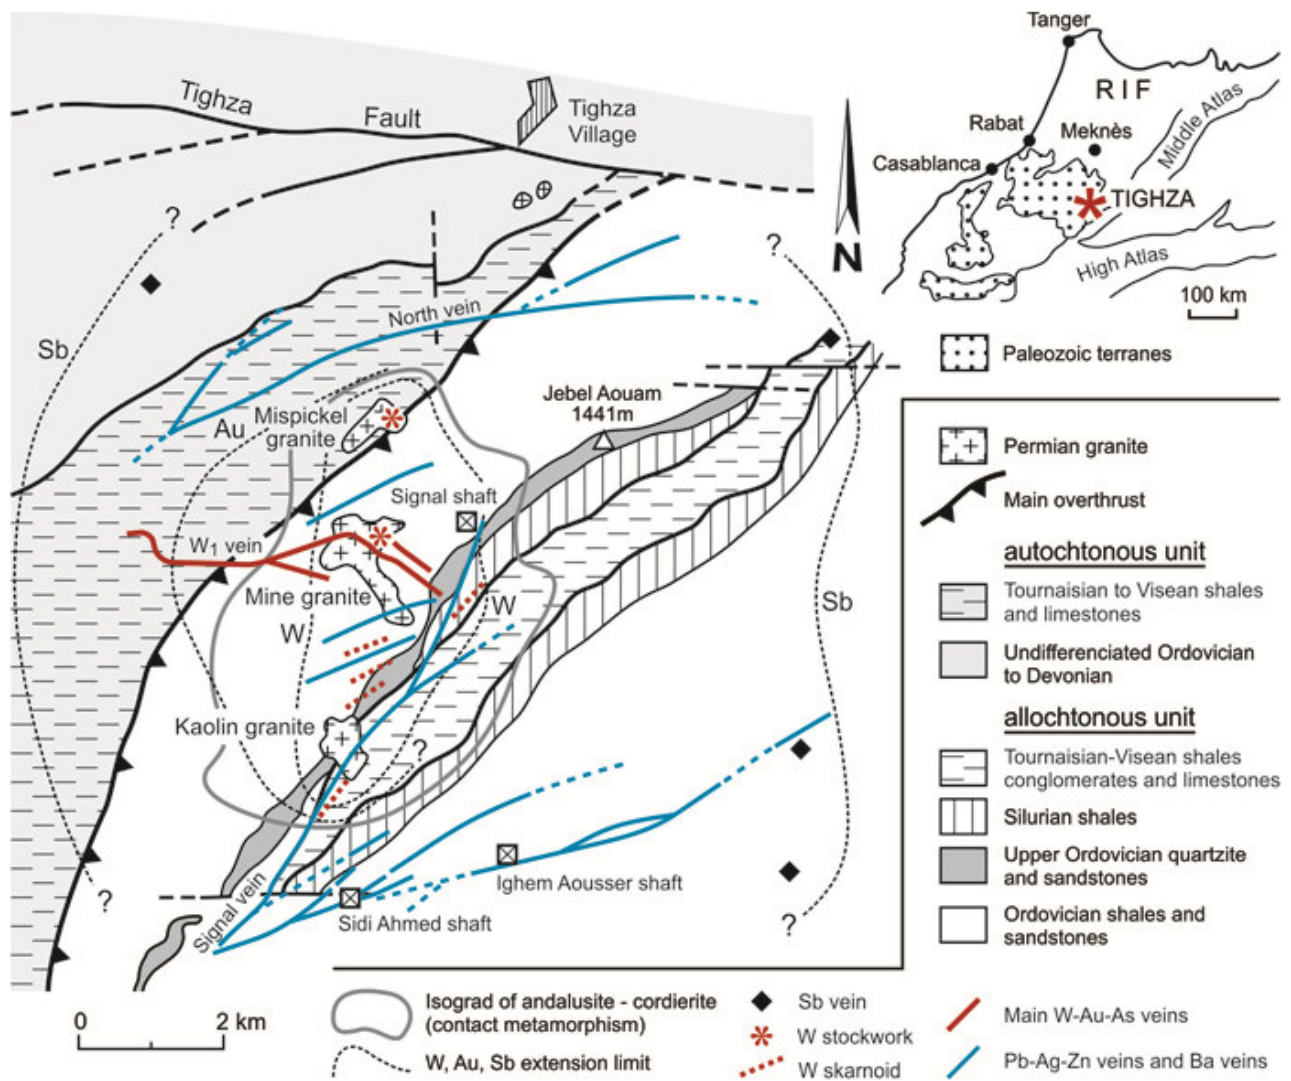 Tanger
RIF
Rabat
Meknès
Middle Atlas
Casablanca
TIGHZA
High Atlas
100 km
Tighza
Fault
Tighza
Village
N
?
?
Sb
North vein
Jebel Aouam
1441m
Au
Mispickel
granite
Signal shaft
W1 vein
Mine granite
W
W
Sb
Kaolin granite
?
?
Signal vein
Ighem Aousser shaft
Sidi Ahmed shaft
?
0
2 km
Paleozoic terranes
Permian granite
Main overthrust
autochtonous unit
Tournaisian to Visean shales
and limestones
Undifferenciated Ordovician
to Devonian
allochtonous unit
Tournaisian-Visean shales
conglomerates and limestones
Silurian shales
Upper Ordovician quartzite
and sandstones
Ordovician shales and
sandstones
Isograd of andalusite - cordierite
(contact metamorphism)
W, Au, Sb extension limit
Sb vein
W stockwork
W skarnoid
Main W-Au-As veins
Pb-Ag-Zn veins and Ba veins